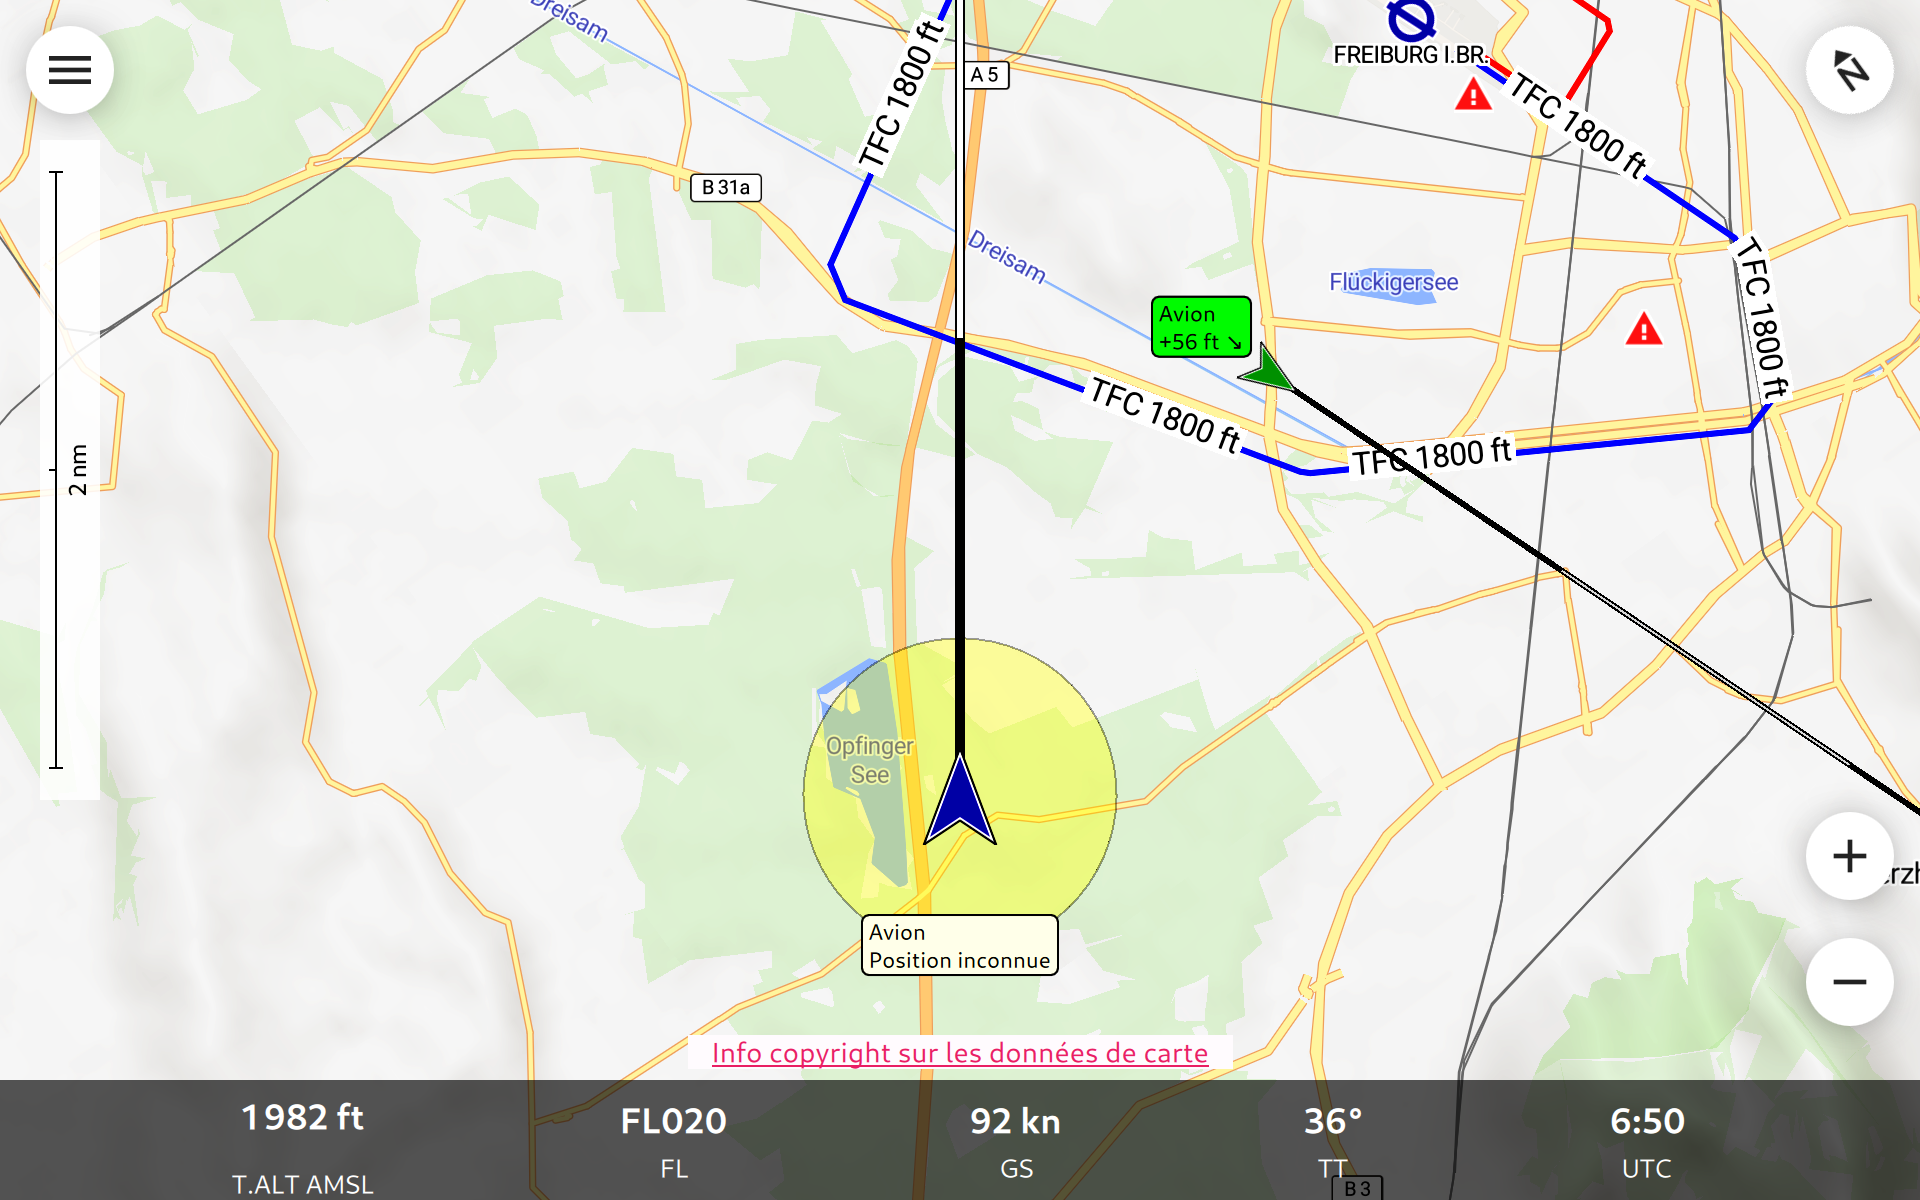 Dreisam
A 5
TFC 1800 ft
FREIBURG I.BR.
TFC 1800 ft
B 31a
Dreisam
Flückigersee
TFC 1800 ft
Avion
+56 ft ↘
TFC 1800 ft
TFC 1800 ft
2 nm
Opfinger
See
Avion
Position inconnue
Info copyright sur les données de carte
1982 ft
T.ALT AMSL
FL020
FL
92 kn
GS
36°
TT
6:50
UTC
B 3